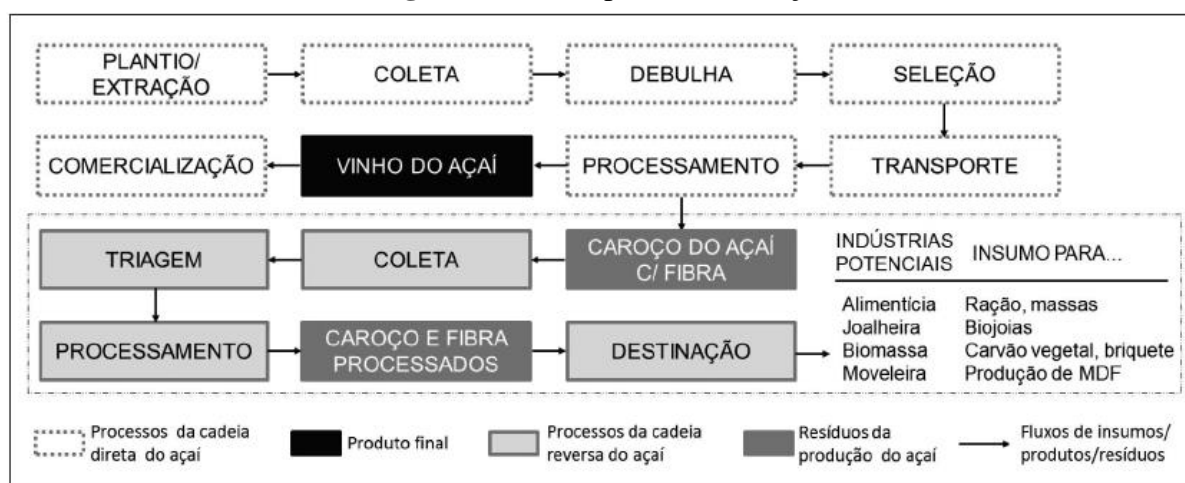 PLANTIO/
EXTRAÇÃO
COLETA
DEBULHA
SELEÇÃO
COMERCIALIZAÇÃO
VINHO DO AÇAÍ
PROCESSAMENTO
TRANSPORTE
TRIAGEM
COLETA
CAROÇO DO AÇAÍ
C/ FIBRA
INDÚSTRIAS
POTENCIAIS
INSUMO PARA...
Alimentícia Ração, massas
Joalheira Biojoias
Biomassa Carvão vegetal, briquete
Moveleira Produção de MDF
PROCESSAMENTO
CAROÇO E FIBRA
PROCESSADOS
DESTINAÇÃO
Processos da cadeia
direta do açaí
Produto final
Processos da cadeia
reversa do açaí
Resíduos da
produção do açaí
Fluxos de insumos/
produtos/resíduos